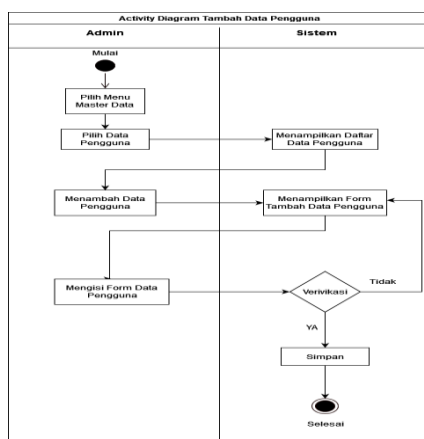 Activity Diagram Tambah Data Pengguna
Admin
Sistem
Mulai
Pilih Menu
Master Data
Pilih Data
Pengguna
Menampilkan Daftar
Data Pengguna
Menambah Data
Pengguna
Menampilkan Form
Tambah Data Pengguna
Mengisi Form Data
Pengguna
Verivikasi
Tidak
YA
Simpan
Selesai